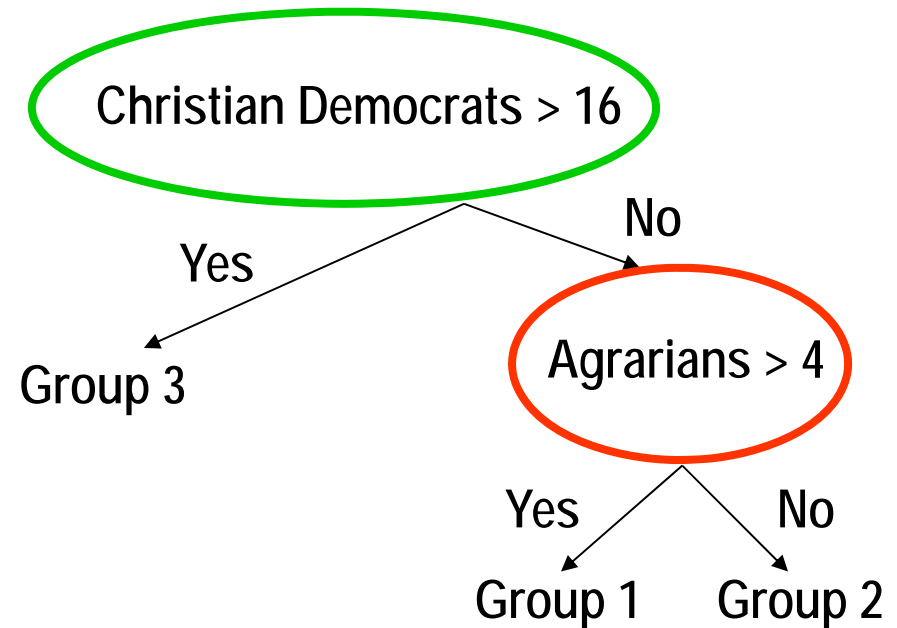 Christian Democrats > 16
Yes
No
Group 3
Agrarians > 4
Yes
No
Group 1
Group 2